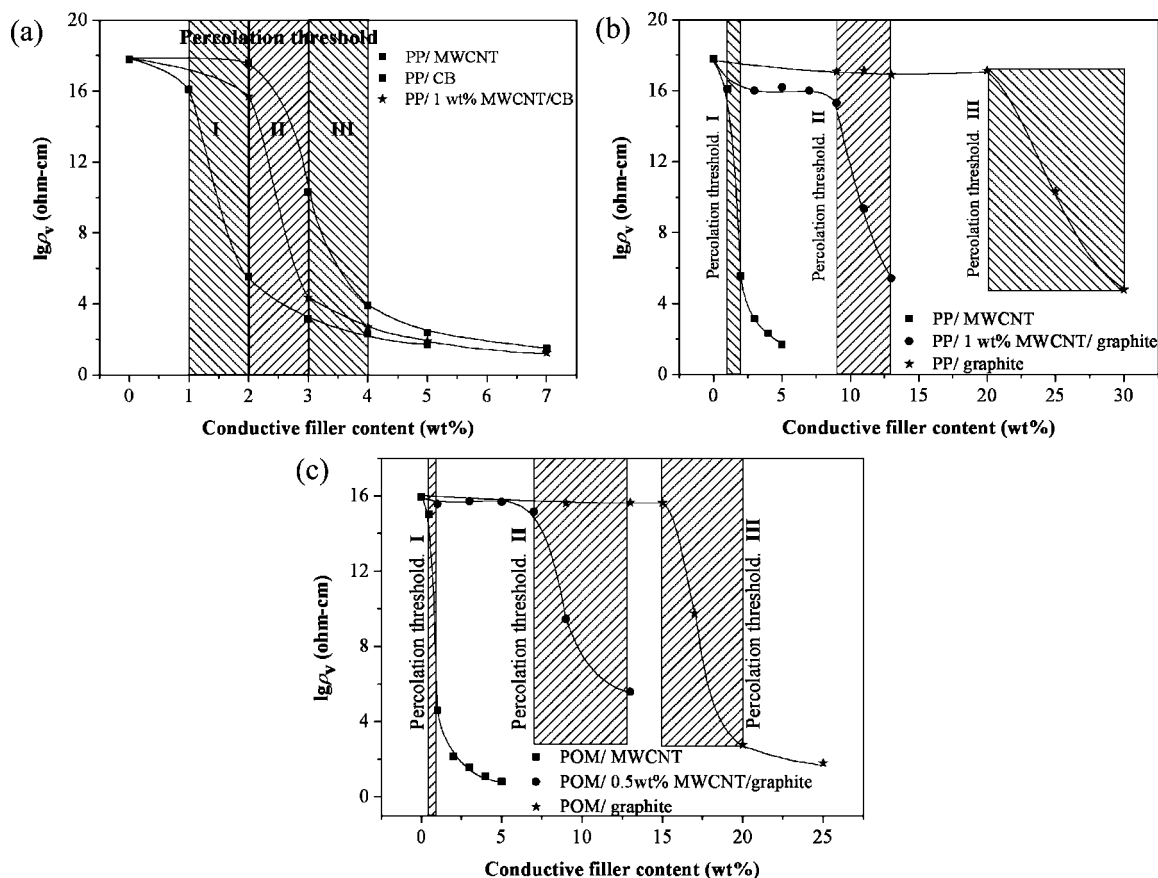 (a)
Percolation threshold
PP/ MWCNT
PP/ CB
PP/ 1 wt% MWCNT/CB
I
II
III
20
16
12
8
4
0
lgρv (ohm-cm)
0 1 2 3 4 5 6 7
Conductive filler content (wt%)
(b)
Percolation threshold. I
Percolation threshold. II
Percolation threshold. III
PP/ MWCNT
PP/ 1 wt% MWCNT/ graphite
PP/ graphite
20
16
12
8
4
0
lgρv (ohm-cm)
0 5 10 15 20 25 30
Conductive filler content (wt%)
(c)
Percolation threshold. I
Percolation threshold. II
Percolation threshold. III
POM/ MWCNT
POM/ 0.5wt% MWCNT/graphite
POM/ graphite
16
12
8
4
0
lgρv (ohm-cm)
0 5 10 15 20 25
Conductive filler content (wt%)